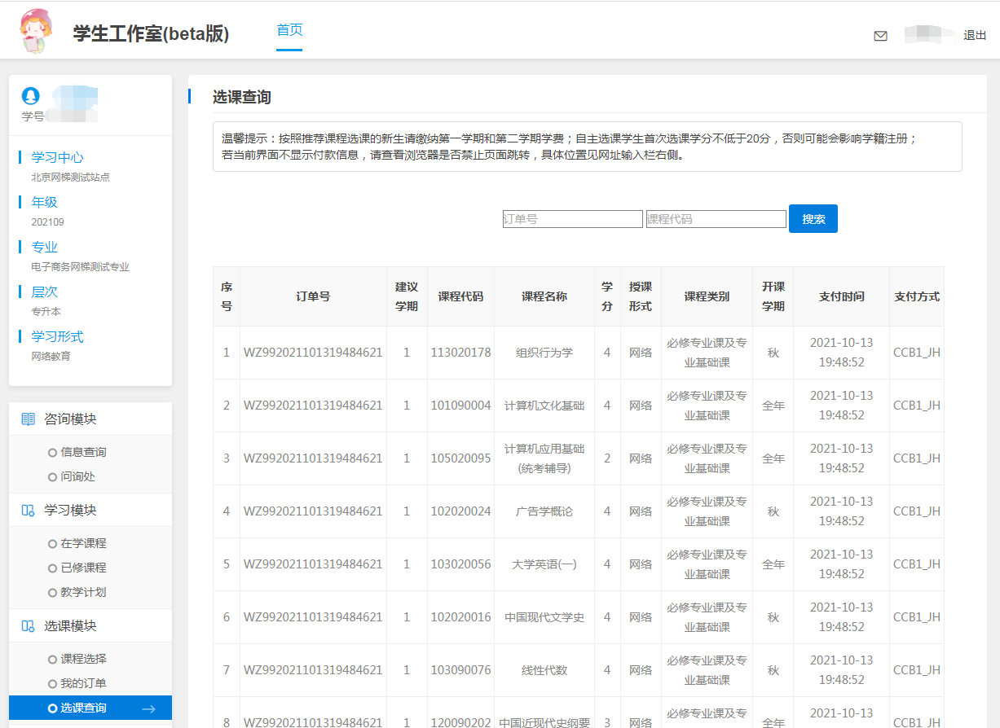 学生工作室(beta版)
首页
退出
学号
学习中心
北京网梯测试站点
年级
202109
专业
电子商务网梯测试专业
层次
专升本
学习形式
网络教育
咨询模块
信息查询
问询处
学习模块
在学课程
已修课程
教学计划
选课模块
课程选择
我的订单
选课查询
选课查询
温馨提示：按照推荐课程选课的新生请缴纳第一学期和第二学期学费；自主选课学生首次选课学分不低于20分，否则可能会影响学籍注册；
若当前界面不显示付款信息，请查看浏览器是否禁止页面跳转，具体位置见网址输入栏右侧。
订单号 课程代码 搜索
序号 订单号 建议学期 课程代码 课程名称 学分 授课形式 课程类别 开课学期 支付时间 支付方式
1 WZ992021101319484621 1 113020178 组织行为学 4 网络 必修专业课及专业基础课 秋 2021-10-13 19:48:52 CCB1_JH
2 WZ992021101319484621 1 101090004 计算机文化基础 4 网络 必修专业课及专业基础课 全年 2021-10-13 19:48:52 CCB1_JH
3 WZ992021101319484621 1 105020095 计算机应用基础(统考辅导) 2 网络 必修专业课及专业基础课 全年 2021-10-13 19:48:52 CCB1_JH
4 WZ992021101319484621 1 102020024 广告学概论 4 网络 必修专业课及专业基础课 秋 2021-10-13 19:48:52 CCB1_JH
5 WZ992021101319484621 1 103020056 大学英语(一) 4 网络 必修专业课及专业基础课 全年 2021-10-13 19:48:52 CCB1_JH
6 WZ992021101319484621 1 102020016 中国现代文学史 4 网络 必修专业课及专业基础课 秋 2021-10-13 19:48:52 CCB1_JH
7 WZ992021101319484621 1 103090076 线性代数 4 网络 必修专业课及专业基础课 秋 2021-10-13 19:48:52 CCB1_JH
8 WZ992021101319484621 1 120090202 中国近现代史纲要 3 网络 必修专业课及专 全年 2021-10-13 CCB1_JH